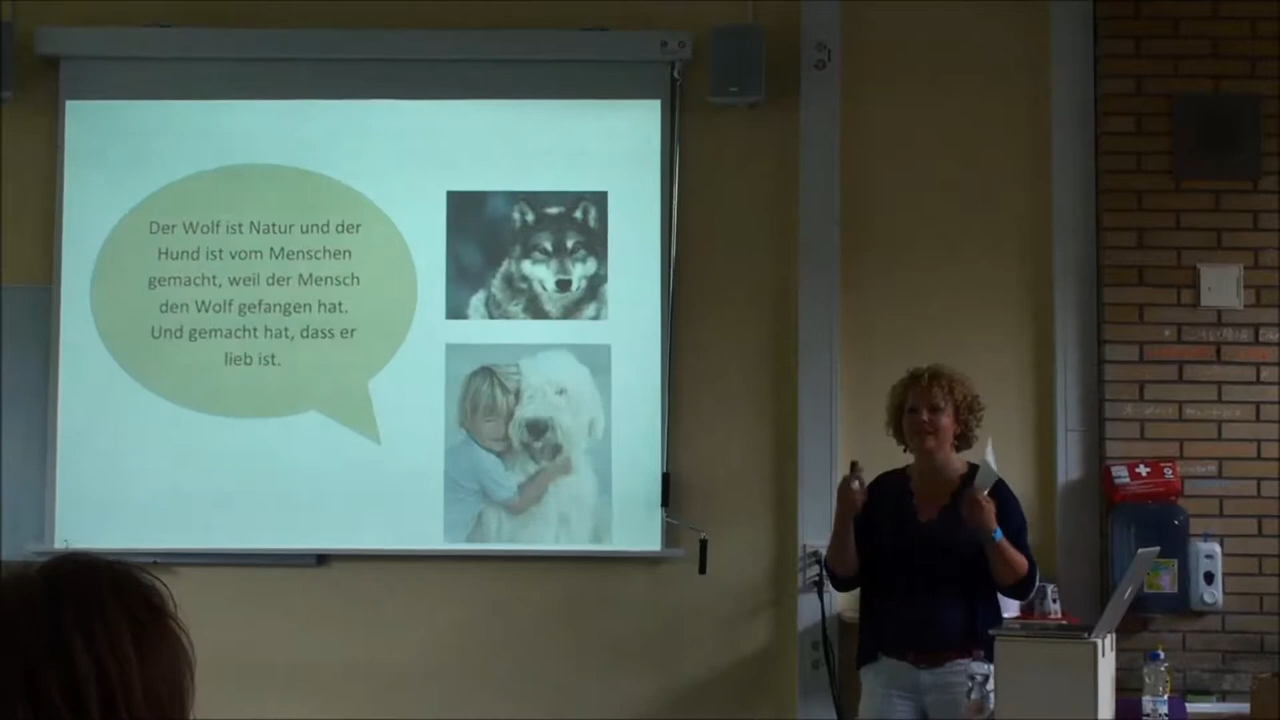 Der Wolf ist Natur und der
Hund ist vom Menschen
gemacht, weil der Mensch
den Wolf gefangen hat.
Und gemacht hat, dass er
lieb ist.